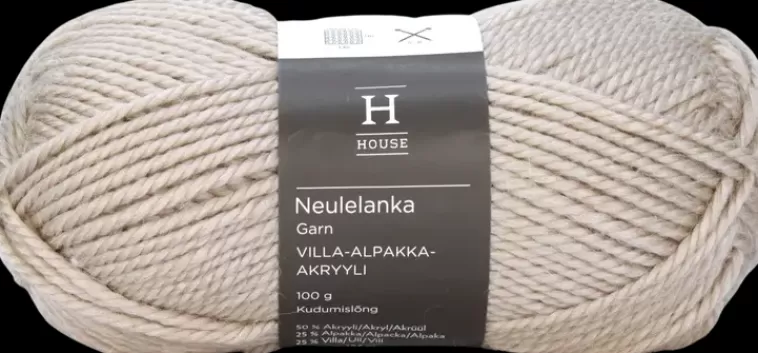 H
HOUSE
Neulelanka
Garn
VILLA-ALPAKKA-
AKRYYLI
100 g
Kudumislõng
50 % Akryyli/Akryl/Akrüül
25 % Alpakka/Alpacka/Alpaka
25 % Villa/Ull/Vill